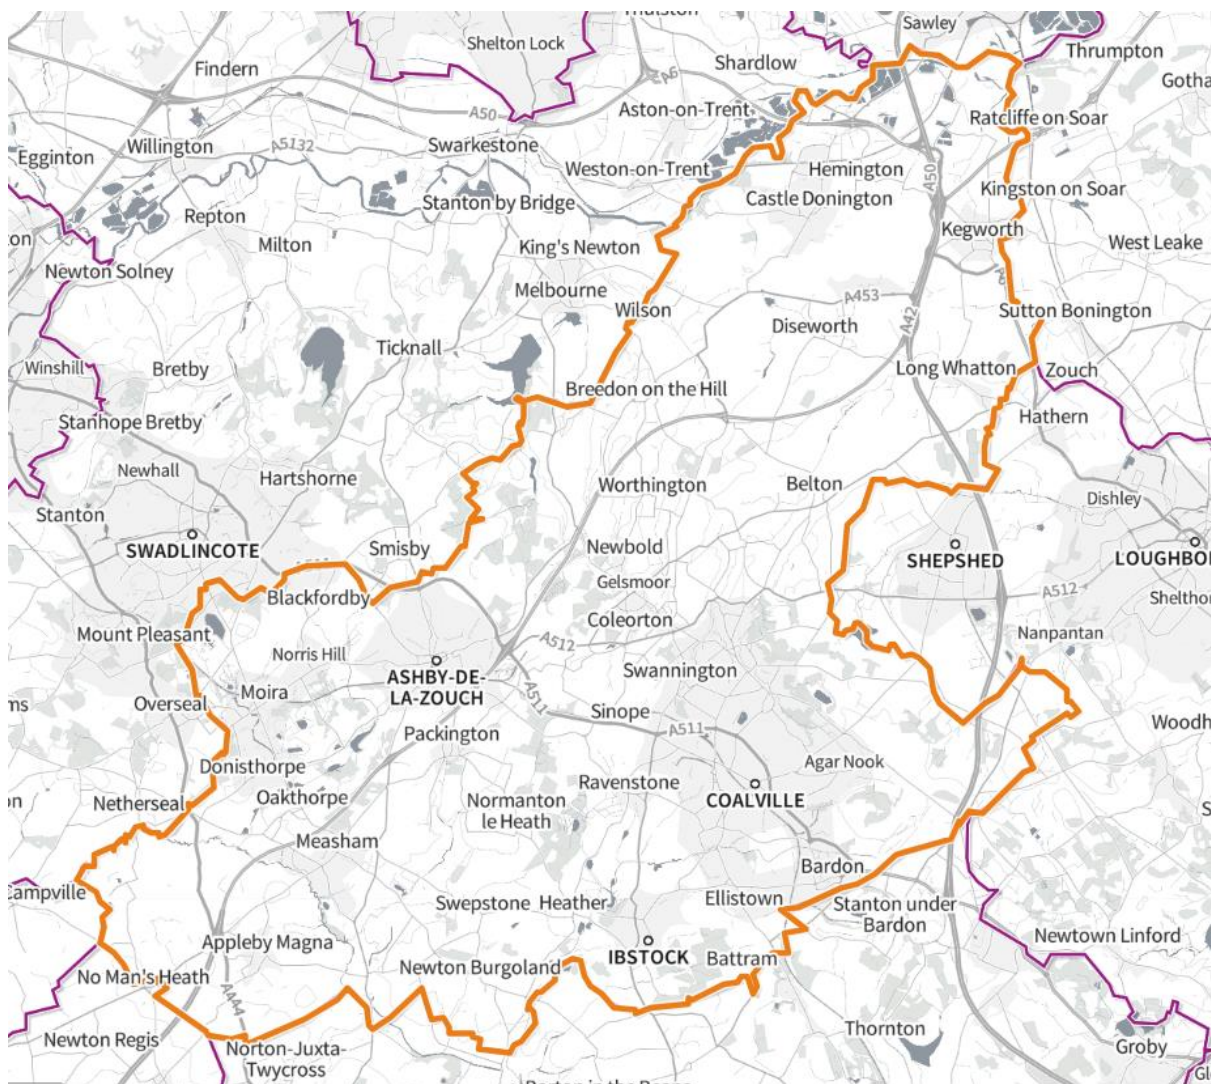 Sawley
Shelton Lock
Thrumpton
Findern
Shardlow
A50
Aston-on-Trent
Ratcliffe on Soar
Egginton
Willington
A5132
Swarkestone
Weston-on-Trent
Hemington
A50
Repton
Stanton by Bridge
Castle Donington
Kingston on Soar
Milton
King's Newton
Kegworth
West Leake
Newton Solney
Melbourne
A453
Wilson
Diseworth
A42
Sutton Bonington
Winshill
Bretby
Ticknall
Breedon on the Hill
Long Whatton
Zouch
Stanhope Bretby
Hathern
Newhall
Hartshorne
Worthington
Belton
Dishley
Stanton
SWADLINCOTE
Smisby
Newbold
SHEPSHED
LOUGHBO
Gelsmoor
Blackfordby
A512
Shelthor
Mount Pleasant
A512
Coleorton
Nanpantan
Norris Hill
ASHBY-DE-
LA-ZOUCH
Swannington
Moira
Overseal
A511
Sinope
A511
Packington
Woodh
Donisthorpe
Agar Nook
Oakthorpe
Ravenstone
Netherseal
Normanton
le Heath
COALVILLE
Measham
Bardon
Campville
Swepstone
Heather
Ellistown
Stanton under
Bardon
Appleby Magna
IBSTOCK
Battram
Newtown Linford
No Man's Heath
Newton Burgoland
A444
Newton Regis
Norton-Juxta-
Twycross
Thornton
Groby